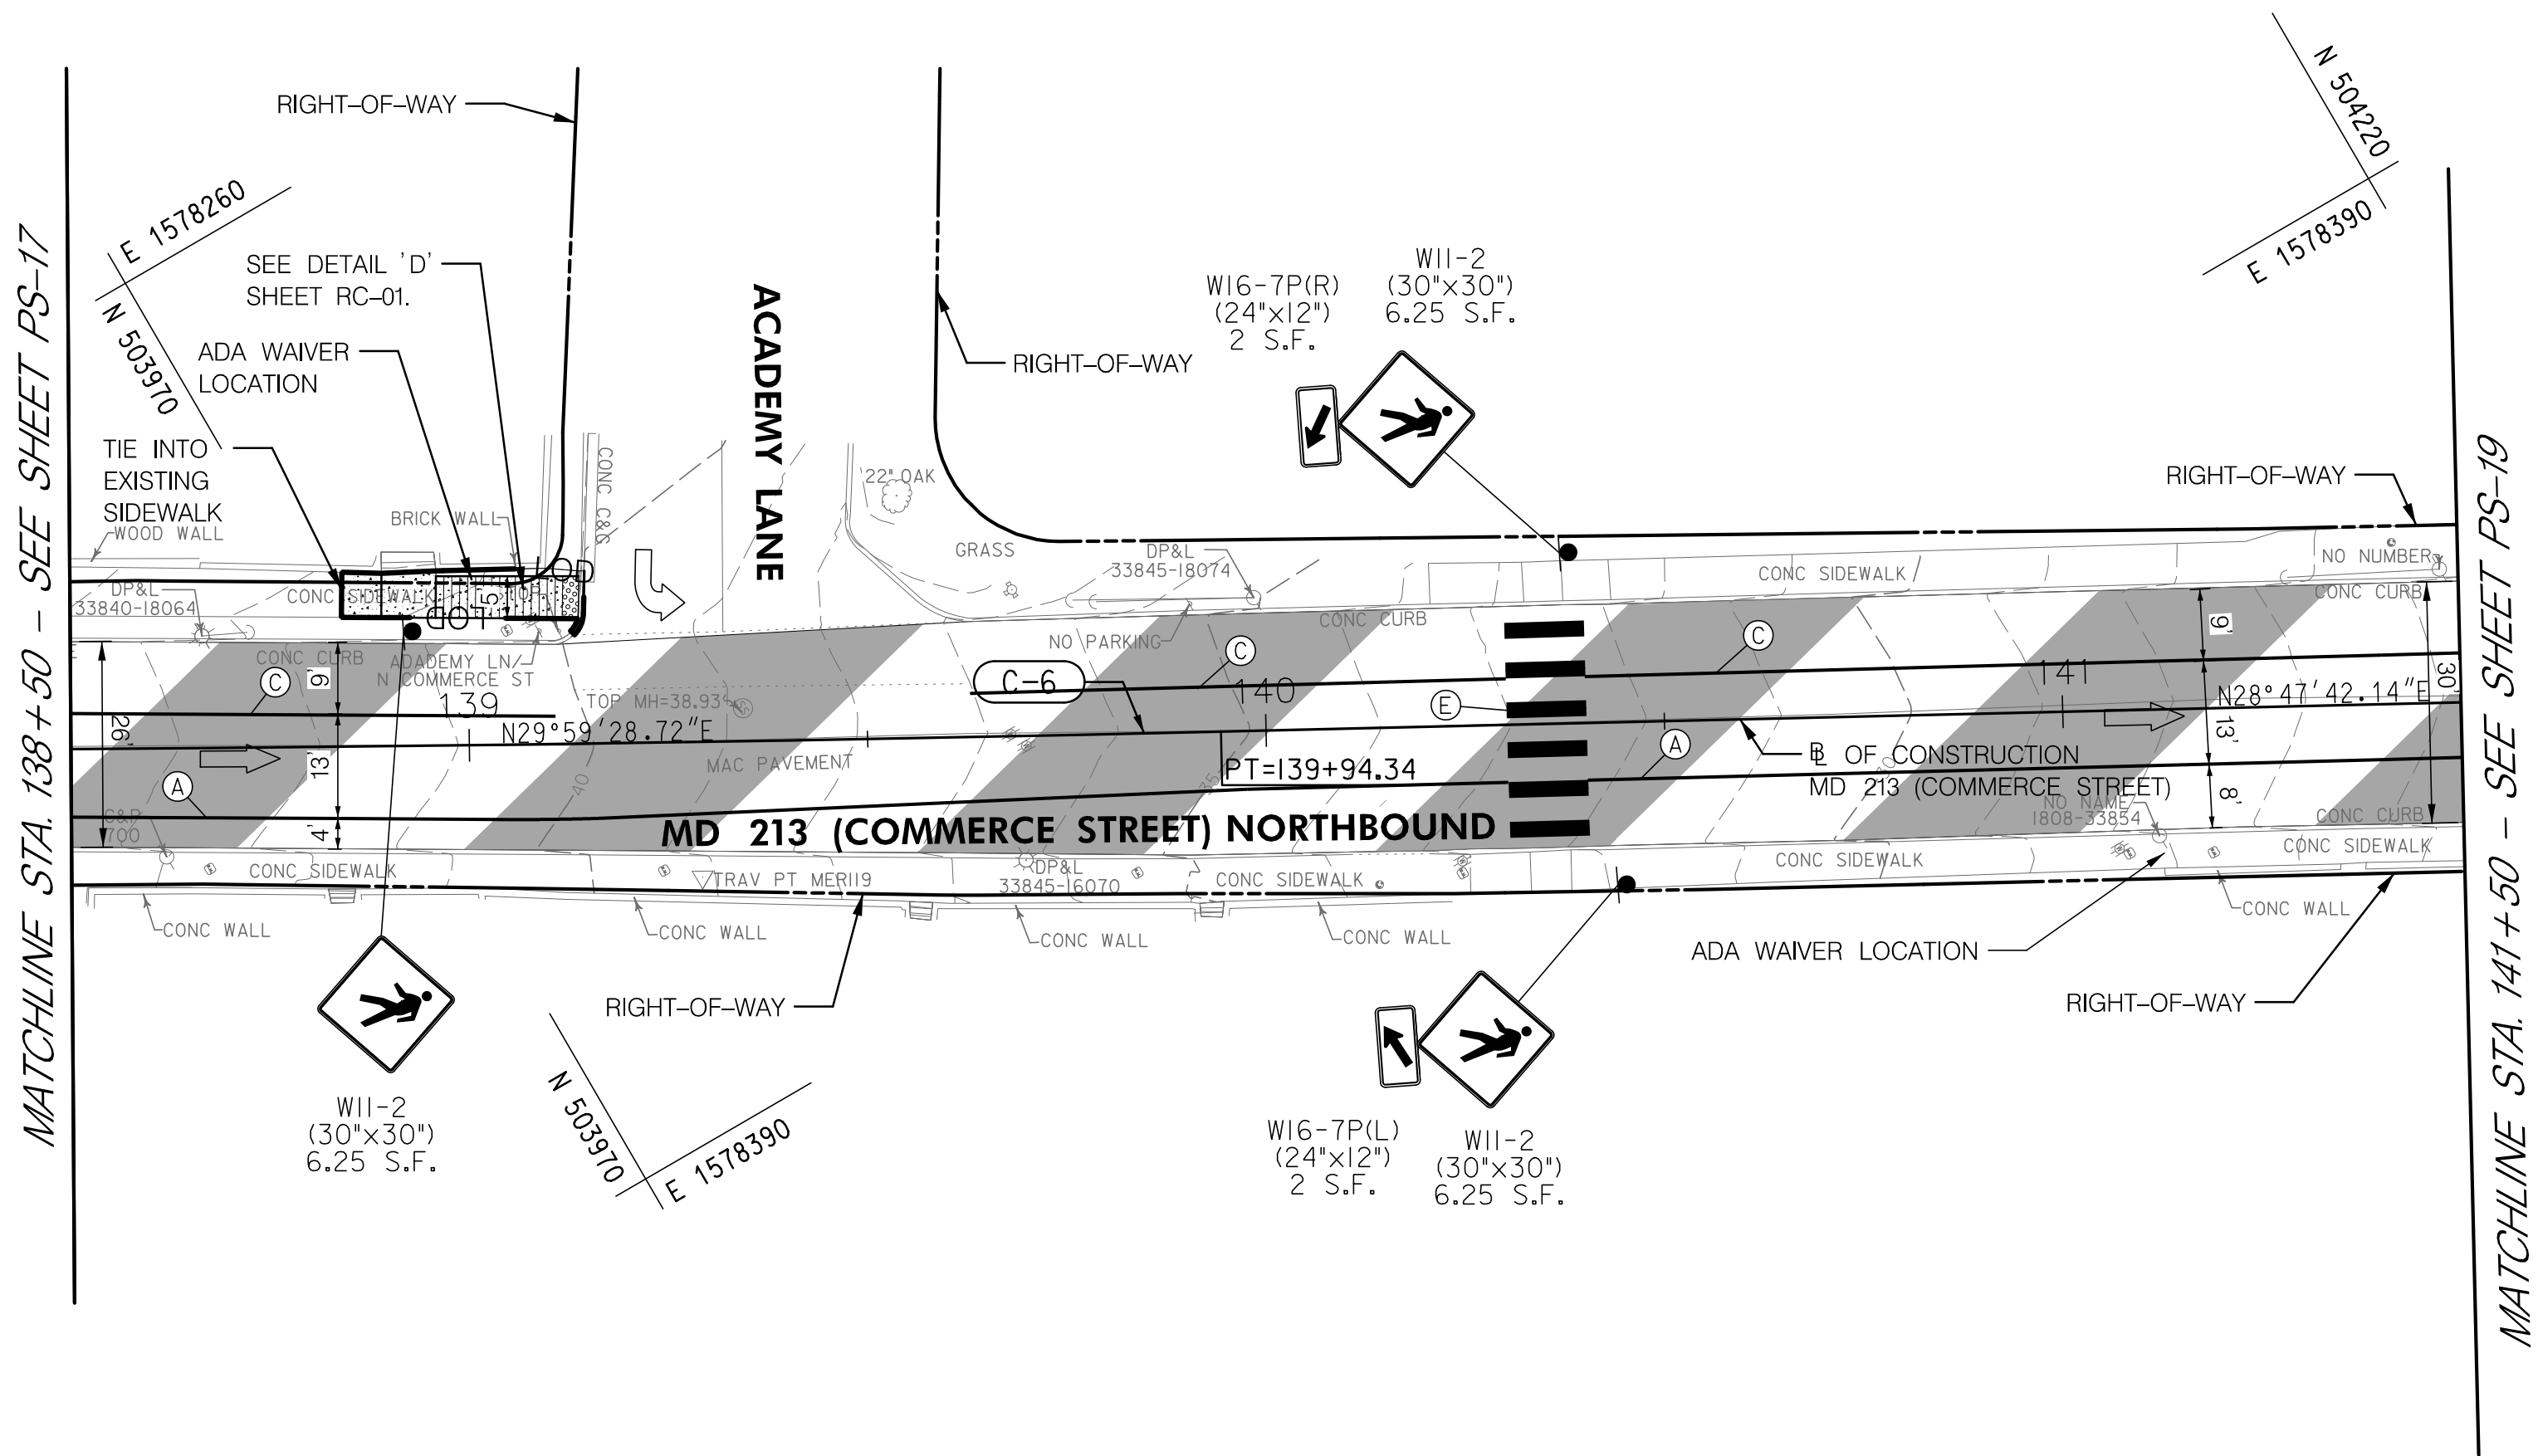 MATCHLINE STA. 138+50 - SEE SHEET PS-17
RIGHT-OF-WAY
E 1578260
N 503970
SEE DETAIL 'D'
SHEET RC-01.
ADA WAIVER
LOCATION
TIE INTO
EXISTING
SIDEWALK
WOOD WALL
BRICK WALL
CONC C&G
LOD
LOD
5'
DP&L
33840-18064
CONC SIDEWALK
CONC CURB
ADADEMY LN/
N COMMERCE ST
ACADEMY LANE
22" OAK
GRASS
RIGHT-OF-WAY
W16-7P(R)
(24"x12")
2 S.F.
W11-2
(30"x30")
6.25 S.F.
N 504220
E 1578390
RIGHT-OF-WAY
DP&L
33845-18074
NO PARKING
CONC CURB
CONC SIDEWALK
NO NUMBER
CONC CURB
C
9'
26'
13'
4'
A
139
N29°59'28.72"E
TOP MH=38.93
MAC PAVEMENT
40
C-6
C
140
E
PT=139+94.34
35
C
A
141
N28°47'42.14"E
9'
30'
13'
8'
BL OF CONSTRUCTION
MD 213 (COMMERCE STREET)
30
NO NAME
1808-33854
CONC CURB
C&P
700
MD 213 (COMMERCE STREET) NORTHBOUND
CONC SIDEWALK
TRAV PT MER119
DP&L
33845-16070
CONC SIDEWALK
CONC SIDEWALK
CONC SIDEWALK
CONC WALL
CONC WALL
CONC WALL
CONC WALL
CONC WALL
ADA WAIVER LOCATION
RIGHT-OF-WAY
RIGHT-OF-WAY
W11-2
(30"x30")
6.25 S.F.
N 503970
E 1578390
W16-7P(L)
(24"x12")
2 S.F.
W11-2
(30"x30")
6.25 S.F.
MATCHLINE STA. 141+50 - SEE SHEET PS-19